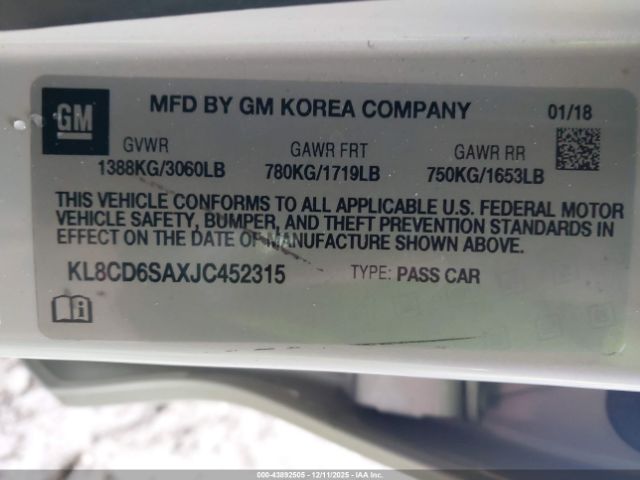 GM
MFD BY GM KOREA COMPANY 01/18
GVWR GAWR FRT GAWR RR
1388KG/3060LB 780KG/1719LB 750KG/1653LB
THIS VEHICLE CONFORMS TO ALL APPLICABLE U.S. FEDERAL MOTOR
VEHICLE SAFETY, BUMPER, AND THEFT PREVENTION STANDARDS IN
EFFECT ON THE DATE OF MANUFACTURE SHOWN ABOVE.
KL8CD6SAXJC452315 TYPE: PASS CAR
000-43892505 - 12/11/2025 - IAA Inc.